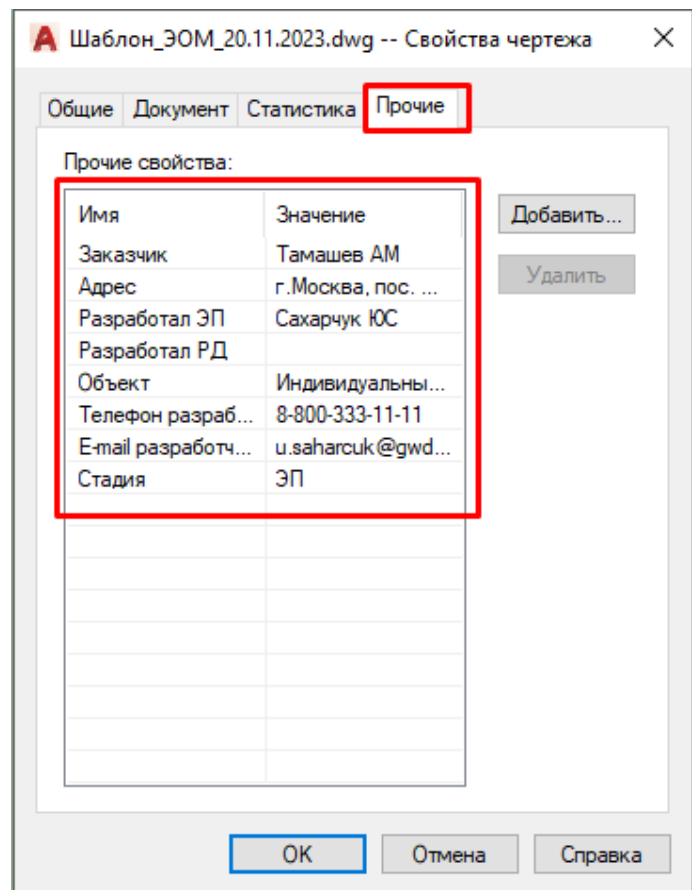 Шаблон_ЭОМ_20.11.2023.dwg -- Свойства чертежа
Общие Документ Статистика Прочие
Прочие свойства:
Имя Значение
Добавить...
Заказчик Тамашев АМ
Адрес г.Москва, пос. ...
Удалить
Разработал ЭП Сахарчук ЮС
Разработал РД
Объект Индивидуальны...
Телефон разраб... 8-800-333-11-11
E-mail разработч... u.saharcuk@gwd...
Стадия ЭП
OK Отмена Справка